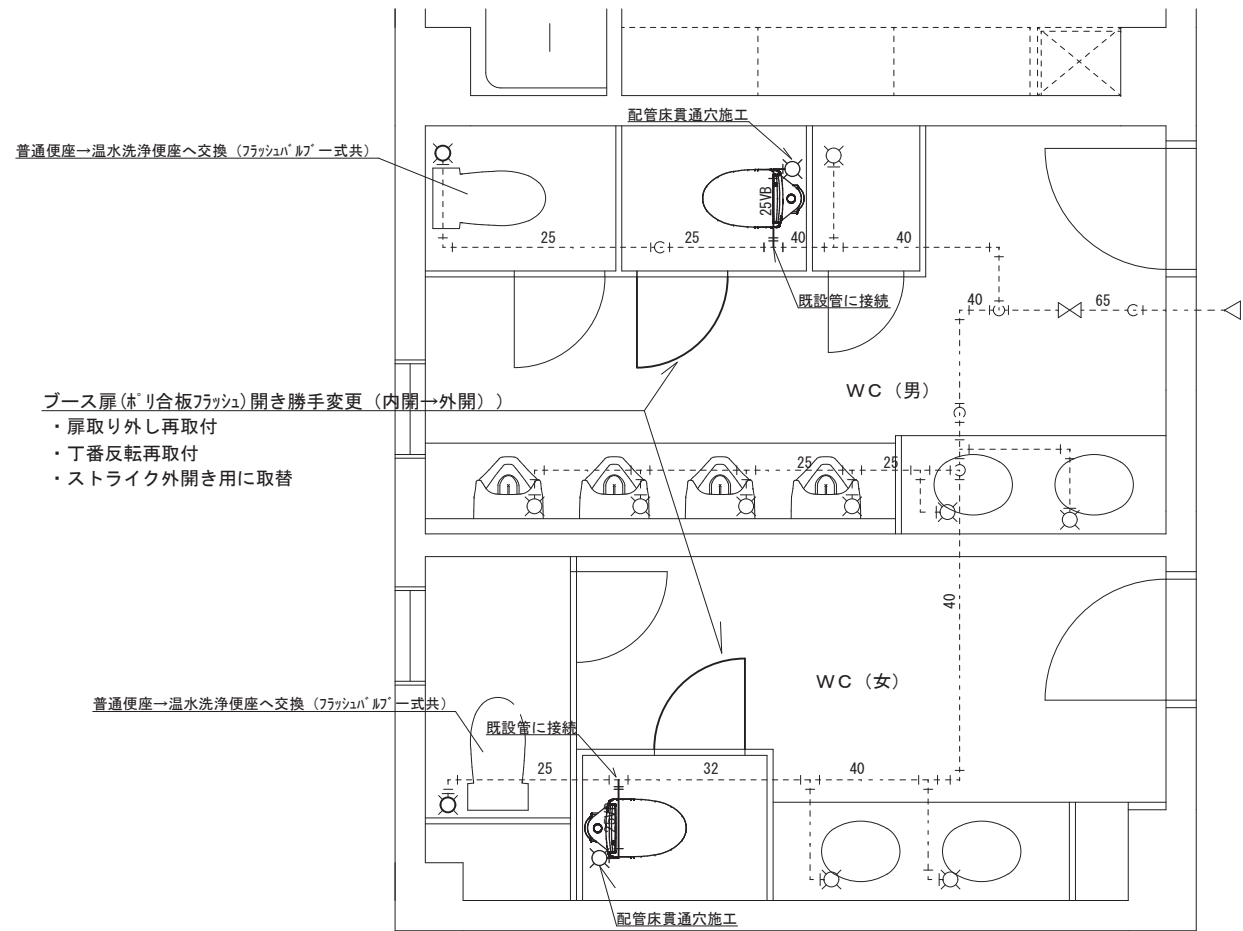 配管床貫通穴施工
普通便座→温水洗浄便座へ交換 (ﾌﾗｯｼｭﾊﾞﾙﾌﾞ一式共)
25VB
25
25
40
40
既設管に接続
40
65
WC (男)
ブース扉(ﾎﾟﾘ合板ﾌﾗｯｼｭ)開き勝手変更 (内開→外開) )
・扉取り外し再取付
・丁番反転再取付
・ストライク外開き用に取替
25
25
40
WC (女)
普通便座→温水洗浄便座へ交換 (ﾌﾗｯｼｭﾊﾞﾙﾌﾞ一式共)
既設管に接続
25
32
40
25VB
配管床貫通穴施工